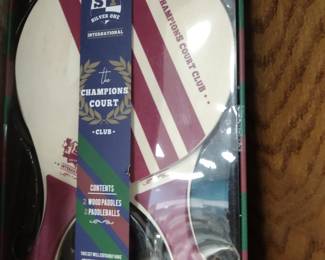 S
SILVER ONE
INTERNATIONAL
the
CHAMPIONS
COURT
• CLUB •
CONTENTS
2 WOOD PADDLES
2 PADDLEBALLS
CHAMPIONS COURT CLUB